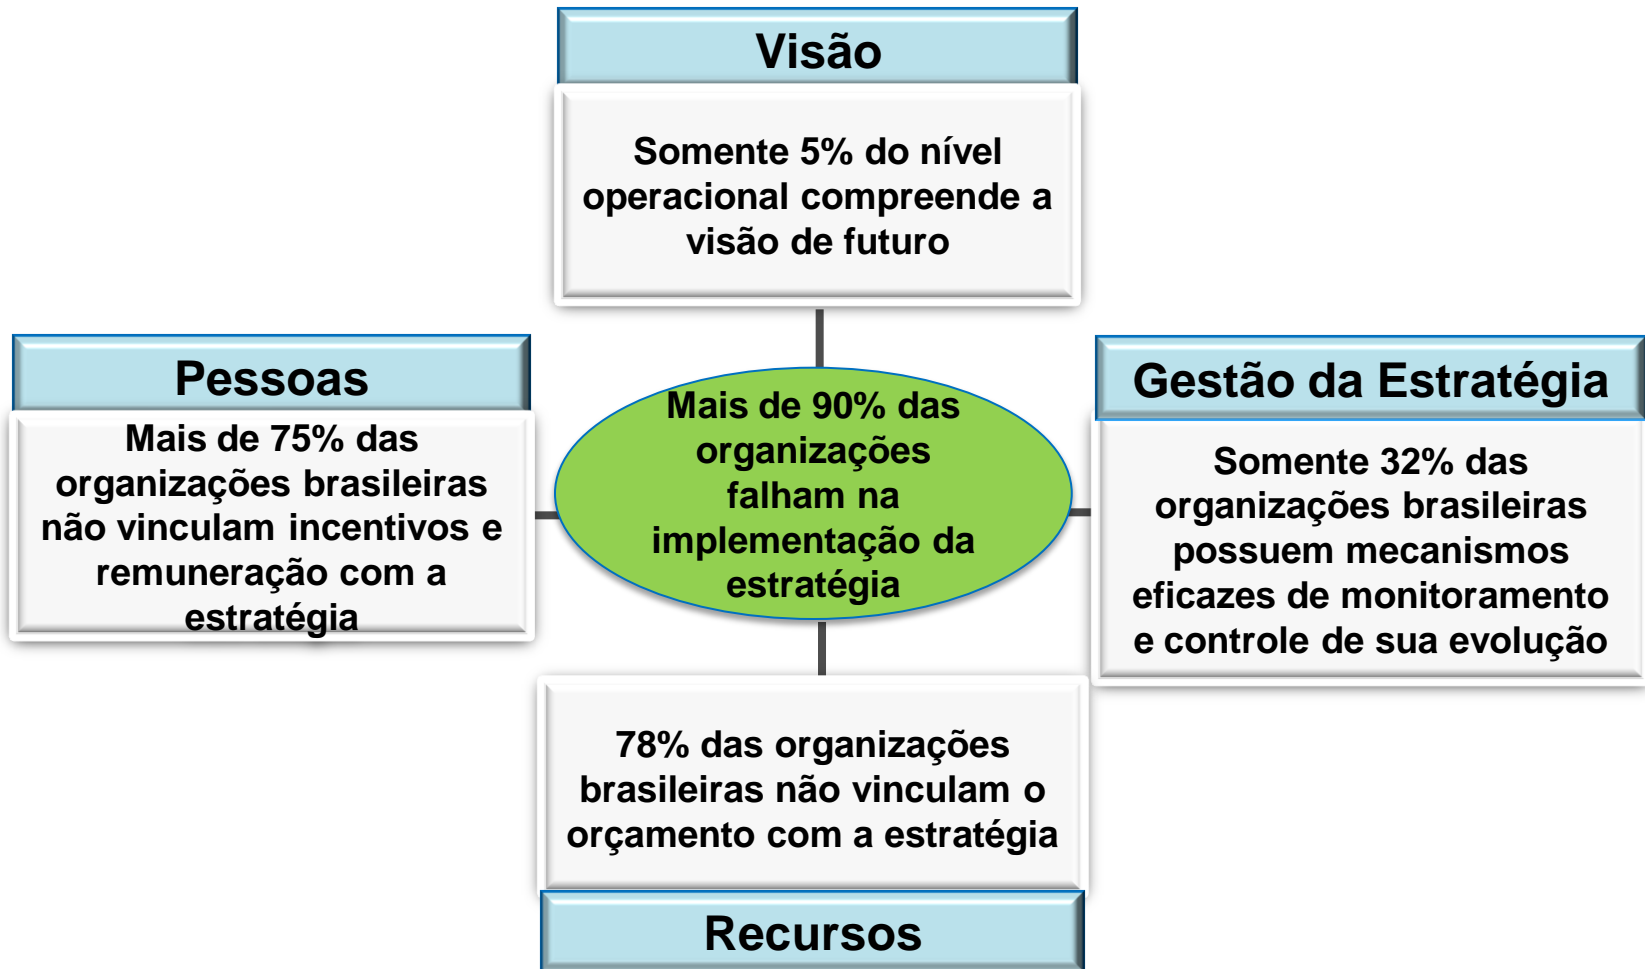 Visão
Somente 5% do nível
operacional compreende a
visão de futuro
Pessoas
Mais de 75% das
organizações brasileiras
não vinculam incentivos e
remuneração com a
estratégia
Mais de 90% das
organizações
falham na
implementação da
estratégia
Gestão da Estratégia
Somente 32% das
organizações brasileiras
possuem mecanismos
eficazes de monitoramento
e controle de sua evolução
78% das organizações
brasileiras não vinculam o
orçamento com a estratégia
Recursos